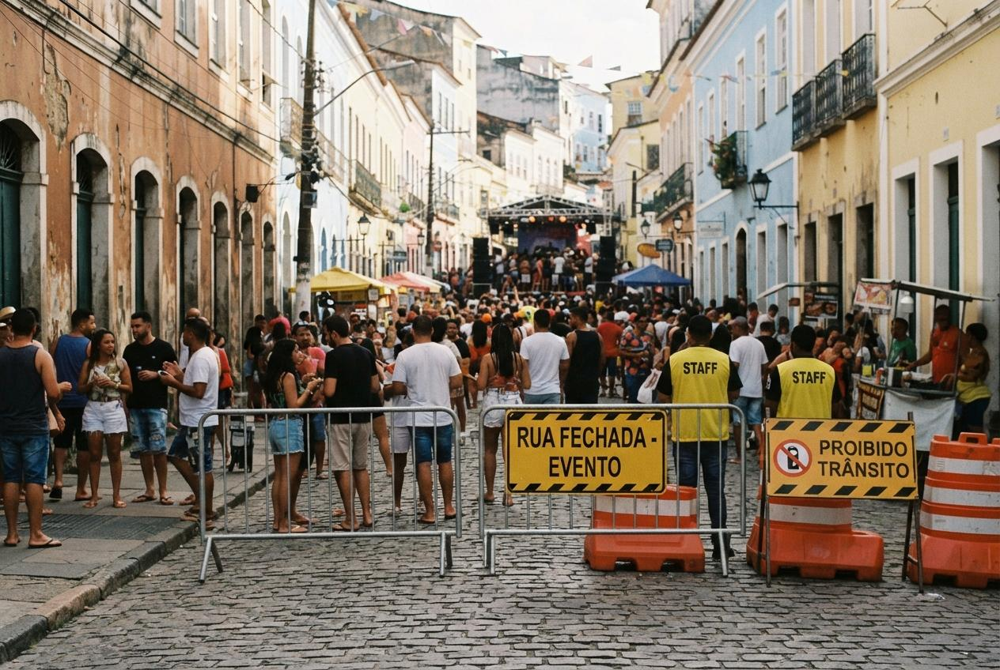 STAFF
STAFF
RUA FECHADA -
EVENTO
PROIBIDO
TRÂNSITO